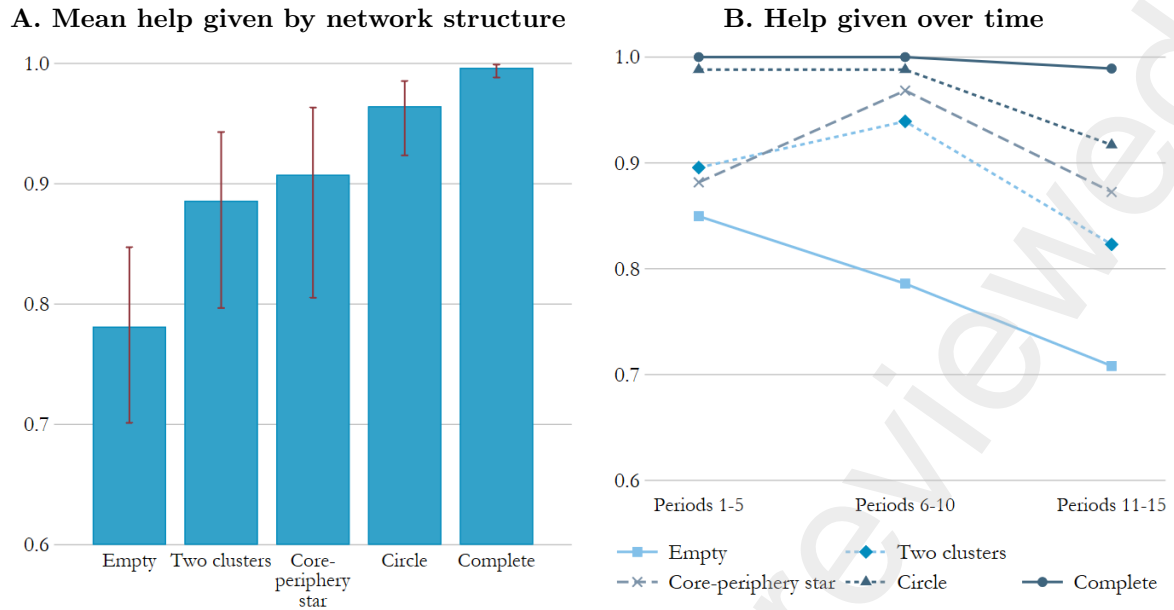 A. Mean help given by network structure
1.0
0.9
0.8
0.7
0.6
Empty
Two clusters
Core-
periphery
star
Circle
Complete
B. Help given over time
1.0
0.9
0.8
0.7
0.6
Periods 1-5
Periods 6-10
Periods 11-15
Empty
Two clusters
Core-periphery star
Circle
Complete
reviewed